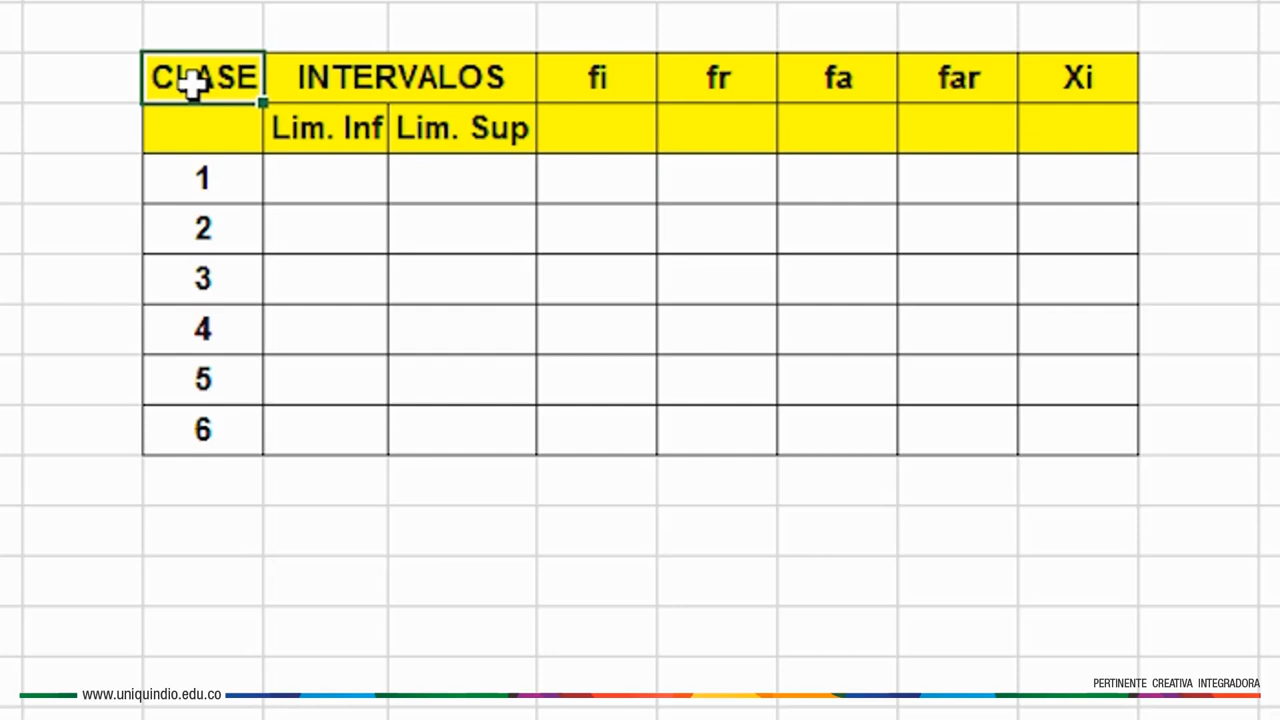 CLASE INTERVALOS fi fr fa far Xi
Lim. Inf Lim. Sup
1
2
3
4
5
6
PERTINENTE CREATIVA INTEGRADORA
www.uniquindio.edu.co